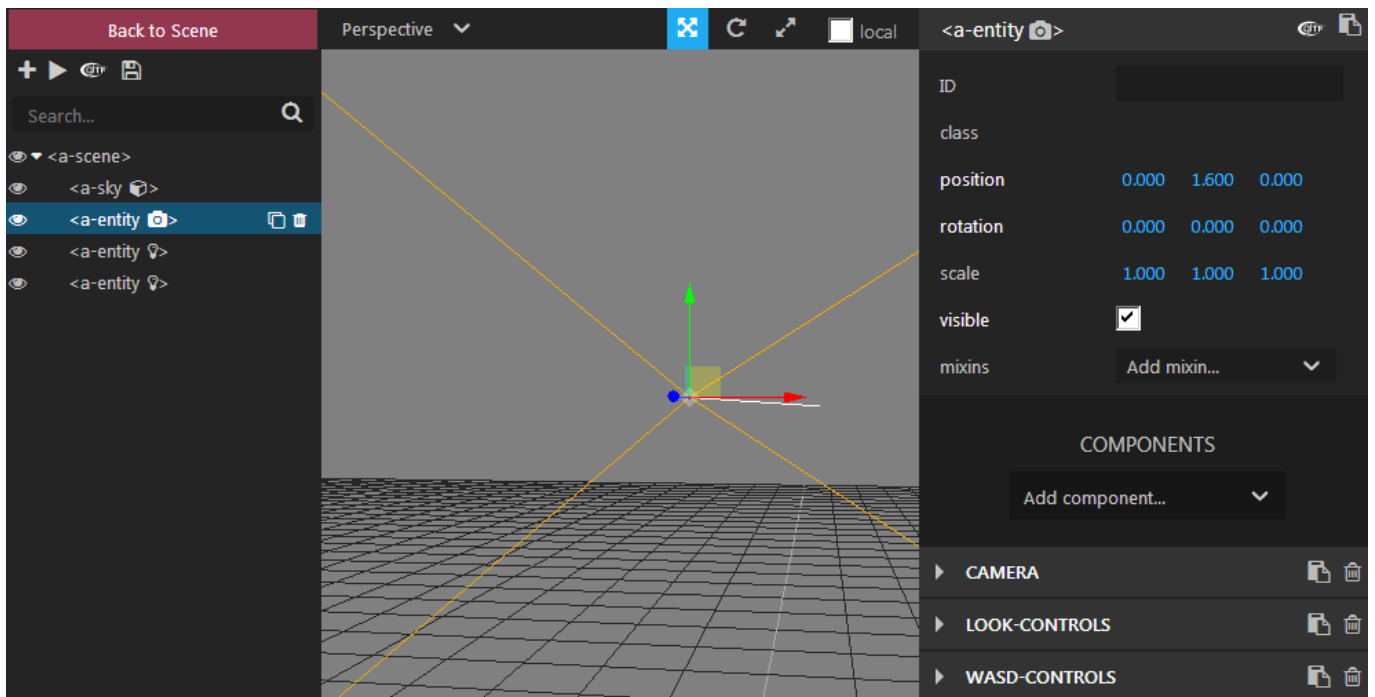 Back to Scene
Search...
<a-scene>
<a-sky >
<a-entity >
<a-entity >
<a-entity >
Perspective
local
<a-entity >
glTF
ID
class
position 0.000 1.600 0.000
rotation 0.000 0.000 0.000
scale 1.000 1.000 1.000
visible
mixins Add mixin...
COMPONENTS
Add component...
CAMERA
LOOK-CONTROLS
WASD-CONTROLS